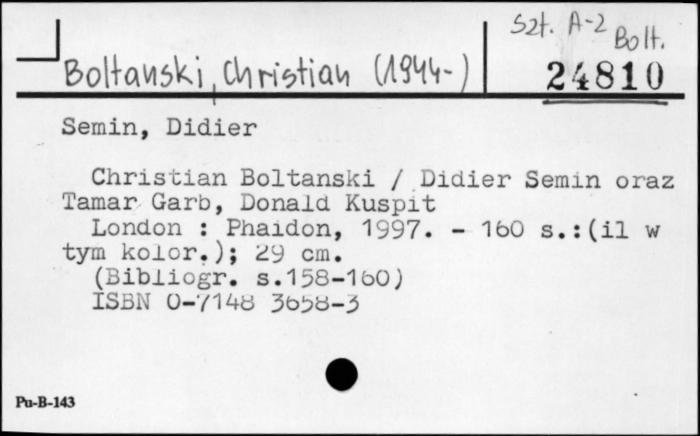 Szt. A-2
Bolt.
Boltanski, Christian (1944- )
24810
Semin, Didier
Christian Boltanski / Didier Semin oraz
Tamar Garb, Donald Kuspit
London : Phaidon, 1997. - 160 s.:(il w
tym kolor.); 29 cm.
(Bibliogr. s.158-160)
ISBN 0-7148 3658-3
Pu-B-143